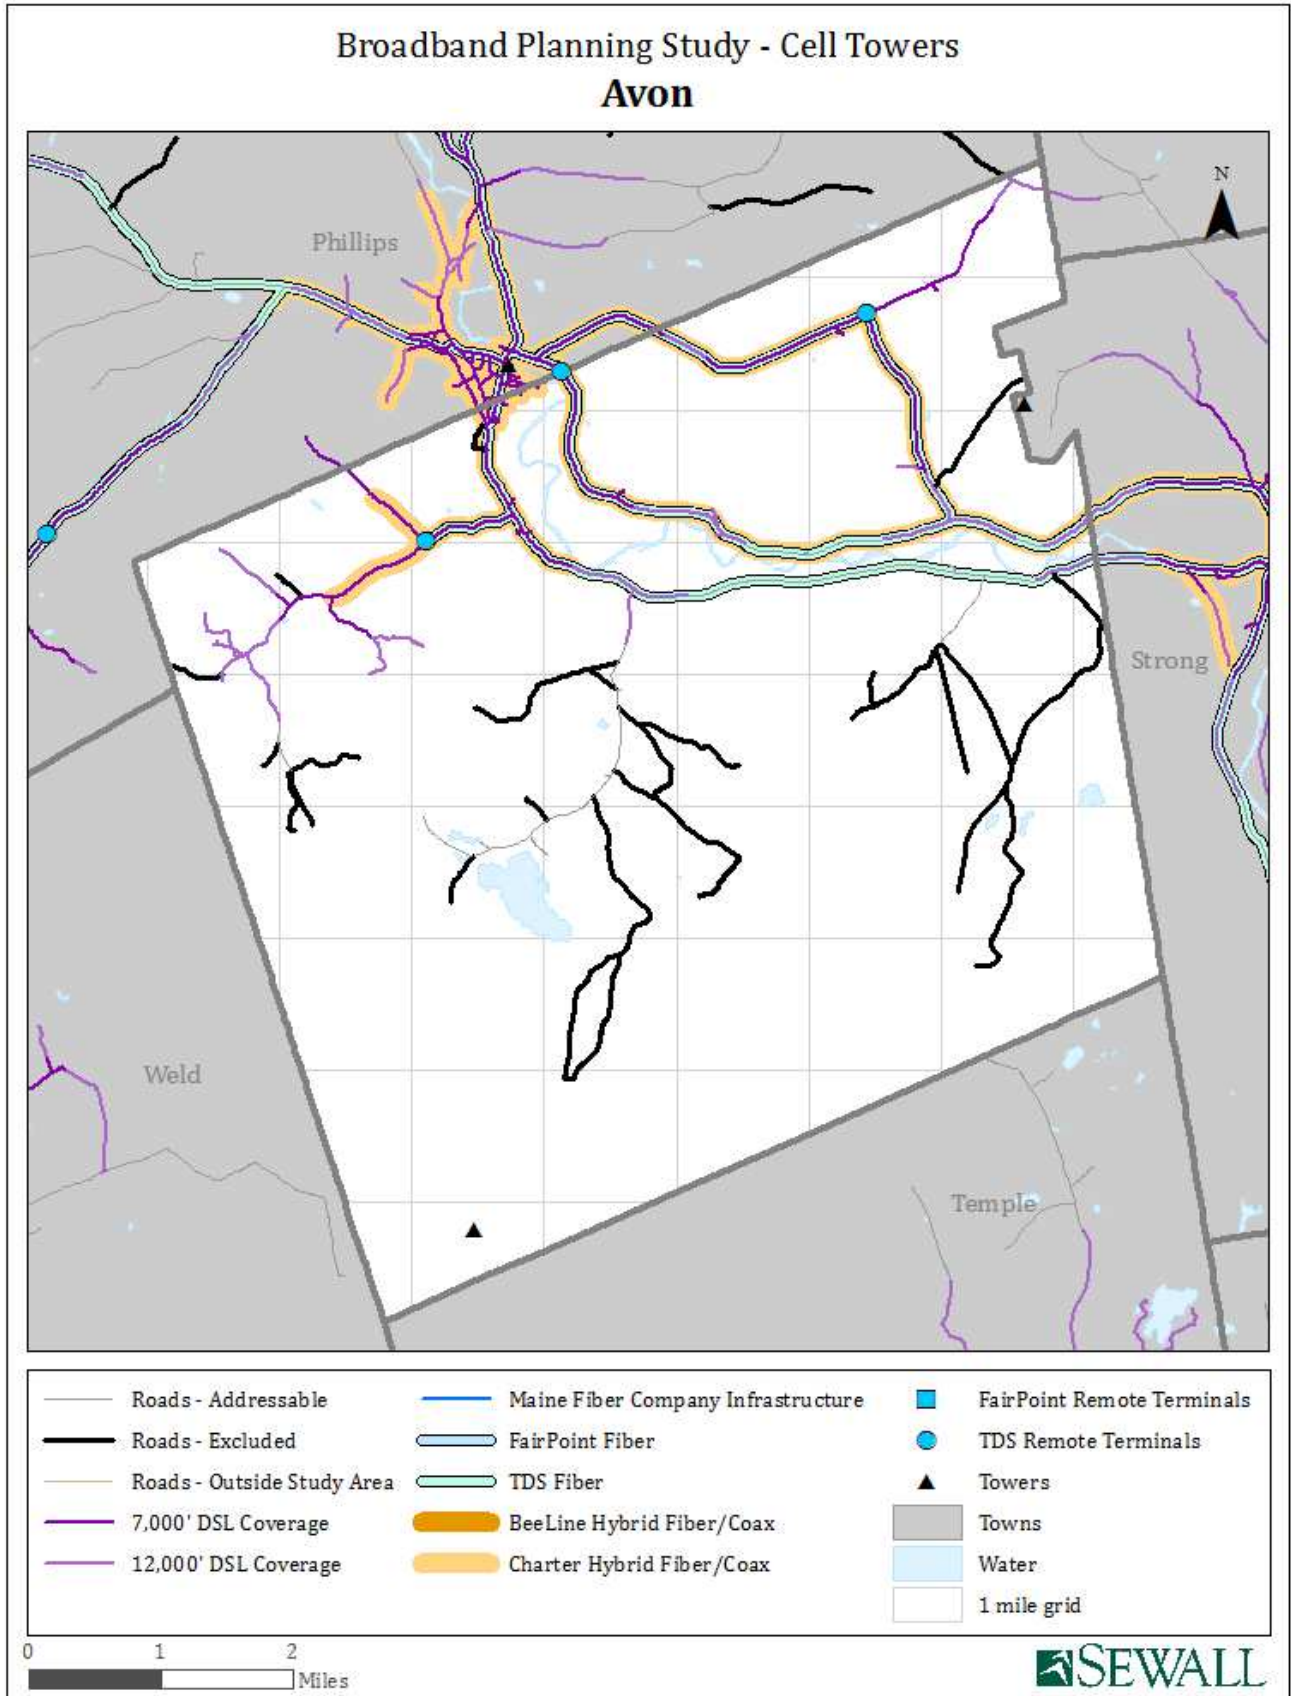 Broadband Planning Study - Cell Towers
Avon
N
Phillips
Strong
Weld
Temple
Roads - Addressable
Roads - Excluded
Roads - Outside Study Area
7,000' DSL Coverage
12,000' DSL Coverage
Maine Fiber Company Infrastructure
FairPoint Fiber
TDS Fiber
BeeLine Hybrid Fiber/Coax
Charter Hybrid Fiber/Coax
FairPoint Remote Terminals
TDS Remote Terminals
Towers
Towns
Water
1 mile grid
0 1 2
Miles
SEWALL